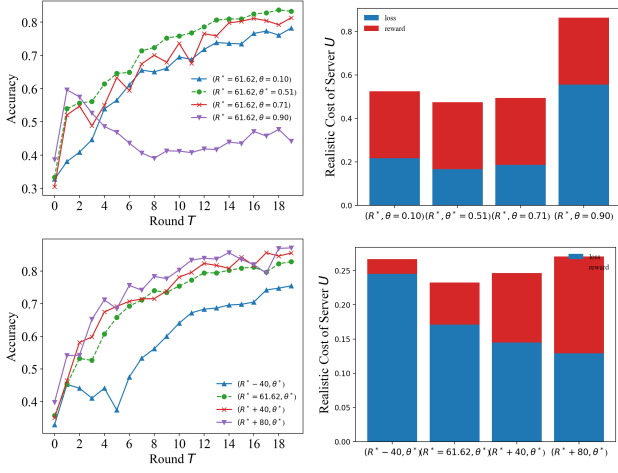 0.8
0.7
0.6
0.5
0.4
0.3
Accuracy
(R* = 61.62, θ = 0.10)
(R* = 61.62, θ* = 0.51)
(R* = 61.62, θ = 0.71)
(R* = 61.62, θ = 0.90)
0 2 4 6 8 10 12 14 16 18
Round T
loss
reward
0.8
0.6
0.4
0.2
0.0
Realistic Cost of Server U
(R*, θ = 0.10) (R*, θ* = 0.51) (R*, θ = 0.71) (R*, θ = 0.90)
0.9
0.8
0.7
0.6
0.5
0.4
0.3
Accuracy
(R* − 40, θ*)
(R* = 61.62, θ*)
(R* + 40, θ*)
(R* + 80, θ*)
0 2 4 6 8 10 12 14 16 18
Round T
loss
reward
0.25
0.20
0.15
0.10
0.05
0.00
Realistic Cost of Server U
(R* − 40, θ*) (R* = 61.62, θ*) (R* + 40, θ*) (R* + 80, θ*)